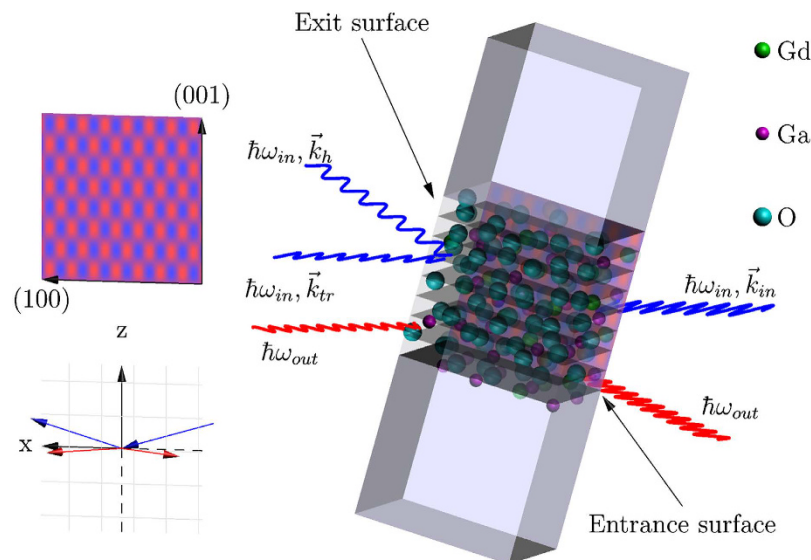 Exit surface
Gd
(001)
ħω_in, k⃗_h
Ga
O
(100)
ħω_in, k⃗_tr
ħω_in, k⃗_in
z
ħω_out
ħω_out
x
Entrance surface